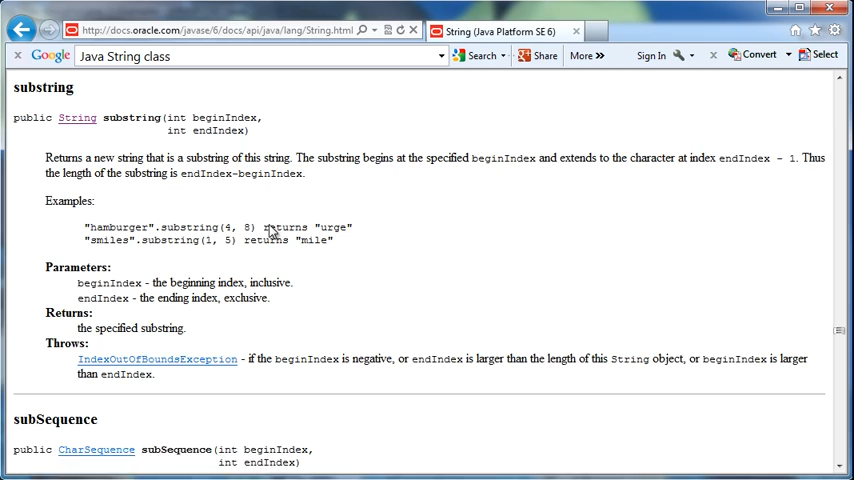 http://docs.oracle.com/javase/6/docs/api/java/lang/String.html
String (Java Platform SE 6)
Google Java String class Search Share More » Sign In Convert Select
substring
public String substring(int beginIndex,
int endIndex)
Returns a new string that is a substring of this string. The substring begins at the specified beginIndex and extends to the character at index endIndex - 1. Thus
the length of the substring is endIndex-beginIndex.
Examples:
"hamburger".substring(4, 8) returns "urge"
"smiles".substring(1, 5) returns "mile"
Parameters:
beginIndex - the beginning index, inclusive.
endIndex - the ending index, exclusive.
Returns:
the specified substring.
Throws:
IndexOutOfBoundsException - if the beginIndex is negative, or endIndex is larger than the length of this String object, or beginIndex is larger
than endIndex.
subSequence
public CharSequence subSequence(int beginIndex,
int endIndex)